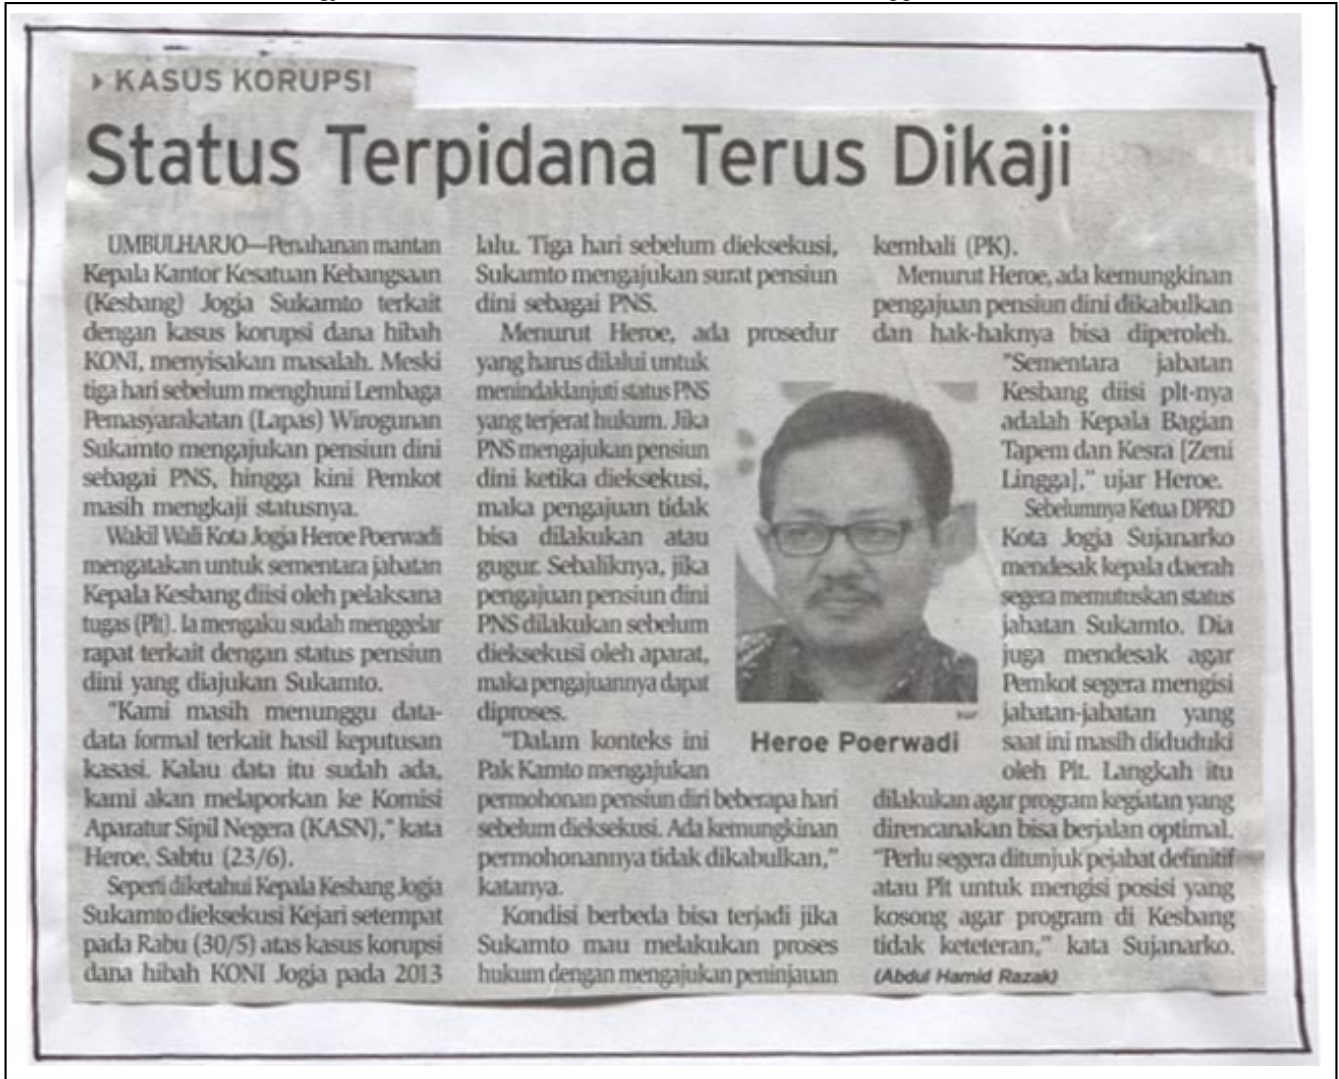 KASUS KORUPSI
Status Terpidana Terus Dikaji
UMBULHARJO—Penahanan mantan
Kepala Kantor Kesatuan Kebangsaan
(Kesbang) Jogja Sukamto terkait
dengan kasus korupsi dana hibah
KONI, menyisakan masalah. Meski
tiga hari sebelum menghuni Lembaga
Pemasyarakatan (Lapas) Wirogunan
Sukamto mengajukan pensiun dini
sebagai PNS, hingga kini Pemkot
masih mengkaji statusnya.
Wakil Wali Kota Jogja Heroe Poerwadi
mengatakan untuk sementara jabatan
Kepala Kesbang diisi oleh pelaksana
tugas (Plt). Ia mengaku sudah menggelar
rapat terkait dengan status pensiun
dini yang diajukan Sukamto.
"Kami masih menunggu data-
data formal terkait hasil keputusan
kasasi. Kalau data itu sudah ada,
kami akan melaporkan ke Komisi
Aparatur Sipil Negera (KASN)," kata
Heroe, Sabtu (23/6).
Seperti diketahui Kepala Kesbang Jogja
Sukamto dieksekusi Kejari setempat
pada Rabu (30/5) atas kasus korupsi
dana hibah KONI Jogja pada 2013
lalu. Tiga hari sebelum dieksekusi,
Sukamto mengajukan surat pensiun
dini sebagai PNS.
Menurut Heroe, ada prosedur
yang harus dilalui untuk
menindaklanjuti status PNS
yang terjerat hukum. Jika
PNS mengajukan pensiun
dini ketika dieksekusi,
maka pengajuan tidak
bisa dilakukan atau
gugur. Sebaliknya, jika
pengajuan pensiun dini
PNS dilakukan sebelum
dieksekusi oleh aparat,
maka pengajuannya dapat
diproses.
"Dalam konteks ini
Pak Kamto mengajukan
permohonan pensiun diri beberapa hari
sebelum dieksekusi. Ada kemungkinan
permohonannya tidak dikabulkan,"
katanya.
Kondisi berbeda bisa terjadi jika
Sukamto mau melakukan proses
hukum dengan mengajukan peninjauan
kembali (PK).
Menurut Heroe, ada kemungkinan
pengajuan pensiun dini dikabulkan
dan hak-haknya bisa diperoleh.
"Sementara jabatan
Kesbang diisi plt-nya
adalah Kepala Bagian
Tapem dan Kesra [Zeni
Lingga]," ujar Heroe.
Sebelumnya Ketua DPRD
Kota Jogja Sujanarko
mendesak kepala daerah
segera memutuskan status
jabatan Sukamto. Dia
juga mendesak agar
Pemkot segera mengisi
jabatan-jabatan yang
saat ini masih diduduki
oleh Plt. Langkah itu
dilakukan agar program kegiatan yang
direncanakan bisa berjalan optimal.
"Perlu segera ditunjuk pejabat definitif
atau Plt untuk mengisi posisi yang
kosong agar program di Kesbang
tidak keteteran," kata Sujanarko.
(Abdul Hamid Razak)
Heroe Poerwadi